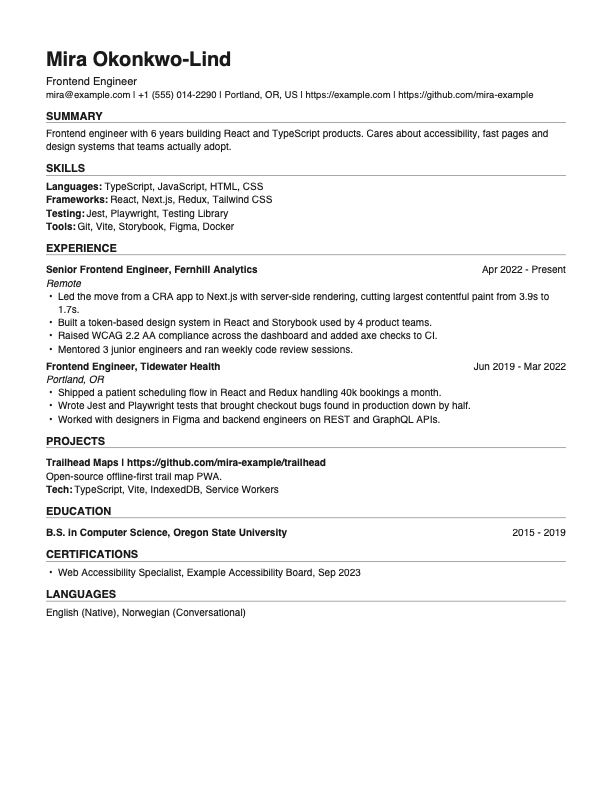 Mira Okonkwo-Lind
Frontend Engineer
mira@example.com | +1 (555) 014-2290 | Portland, OR, US | https://example.com | https://github.com/mira-example
SUMMARY
Frontend engineer with 6 years building React and TypeScript products. Cares about accessibility, fast pages and
design systems that teams actually adopt.
SKILLS
Languages: TypeScript, JavaScript, HTML, CSS
Frameworks: React, Next.js, Redux, Tailwind CSS
Testing: Jest, Playwright, Testing Library
Tools: Git, Vite, Storybook, Figma, Docker
EXPERIENCE
Senior Frontend Engineer, Fernhill Analytics Apr 2022 - Present
Remote
• Led the move from a CRA app to Next.js with server-side rendering, cutting largest contentful paint from 3.9s to
1.7s.
• Built a token-based design system in React and Storybook used by 4 product teams.
• Raised WCAG 2.2 AA compliance across the dashboard and added axe checks to CI.
• Mentored 3 junior engineers and ran weekly code review sessions.
Frontend Engineer, Tidewater Health Jun 2019 - Mar 2022
Portland, OR
• Shipped a patient scheduling flow in React and Redux handling 40k bookings a month.
• Wrote Jest and Playwright tests that brought checkout bugs found in production down by half.
• Worked with designers in Figma and backend engineers on REST and GraphQL APIs.
PROJECTS
Trailhead Maps | https://github.com/mira-example/trailhead
Open-source offline-first trail map PWA.
Tech: TypeScript, Vite, IndexedDB, Service Workers
EDUCATION
B.S. in Computer Science, Oregon State University 2015 - 2019
CERTIFICATIONS
• Web Accessibility Specialist, Example Accessibility Board, Sep 2023
LANGUAGES
English (Native), Norwegian (Conversational)